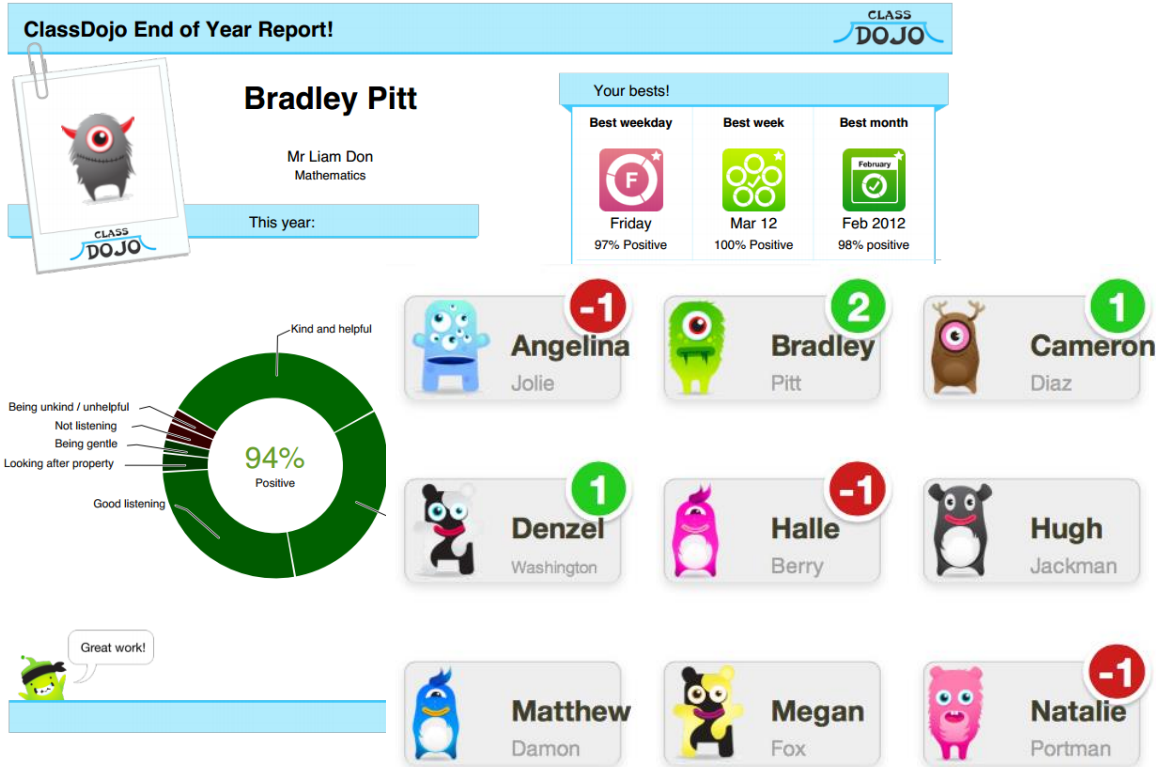 ClassDojo End of Year Report!
CLASS
DOJO
Bradley Pitt
Mr Liam Don
Mathematics
This year:
CLASS
DOJO
Your bests!
Best weekday
Best week
Best month
F
February
Friday
Mar 12
Feb 2012
97% Positive
100% Positive
98% positive
Kind and helpful
Being unkind / unhelpful
Not listening
Being gentle
Looking after property
Good listening
94%
Positive
Great work!
-1
Angelina
Jolie
2
Bradley
Pitt
1
Cameron
Diaz
1
Denzel
Washington
-1
Halle
Berry
Hugh
Jackman
Matthew
Damon
Megan
Fox
-1
Natalie
Portman